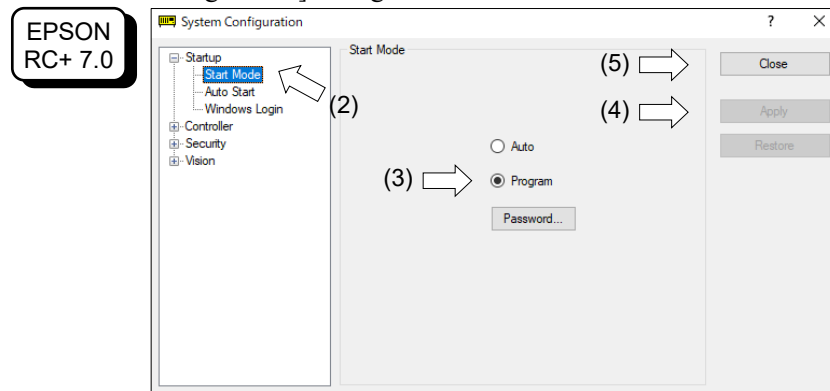 EPSON
RC+ 7.0
System Configuration
?
Startup
Start Mode
Auto Start
Windows Login
Controller
Security
Vision
(2)
Start Mode
Auto
(3)
Program
Password...
(5)
Close
(4)
Apply
Restore